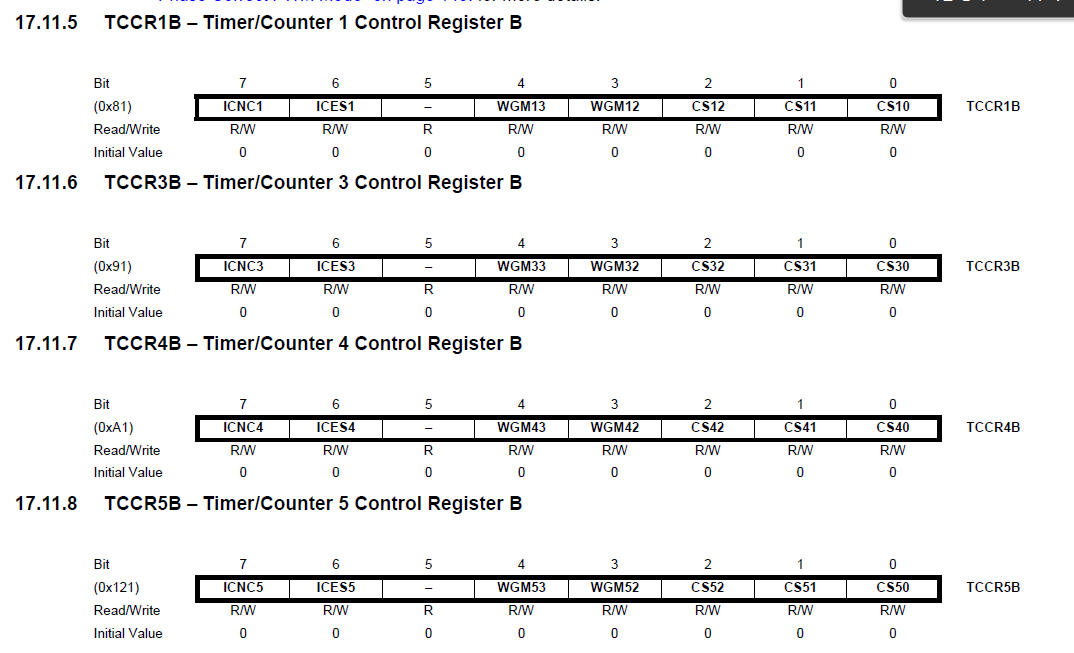 17.11.5 TCCR1B – Timer/Counter 1 Control Register B
Bit 7 6 5 4 3 2 1 0
(0x81) ICNC1 ICES1 – WGM13 WGM12 CS12 CS11 CS10 TCCR1B
Read/Write R/W R/W R R/W R/W R/W R/W R/W
Initial Value 0 0 0 0 0 0 0 0
17.11.6 TCCR3B – Timer/Counter 3 Control Register B
Bit 7 6 5 4 3 2 1 0
(0x91) ICNC3 ICES3 – WGM33 WGM32 CS32 CS31 CS30 TCCR3B
Read/Write R/W R/W R R/W R/W R/W R/W R/W
Initial Value 0 0 0 0 0 0 0 0
17.11.7 TCCR4B – Timer/Counter 4 Control Register B
Bit 7 6 5 4 3 2 1 0
(0xA1) ICNC4 ICES4 – WGM43 WGM42 CS42 CS41 CS40 TCCR4B
Read/Write R/W R/W R R/W R/W R/W R/W R/W
Initial Value 0 0 0 0 0 0 0 0
17.11.8 TCCR5B – Timer/Counter 5 Control Register B
Bit 7 6 5 4 3 2 1 0
(0x121) ICNC5 ICES5 – WGM53 WGM52 CS52 CS51 CS50 TCCR5B
Read/Write R/W R/W R R/W R/W R/W R/W R/W
Initial Value 0 0 0 0 0 0 0 0